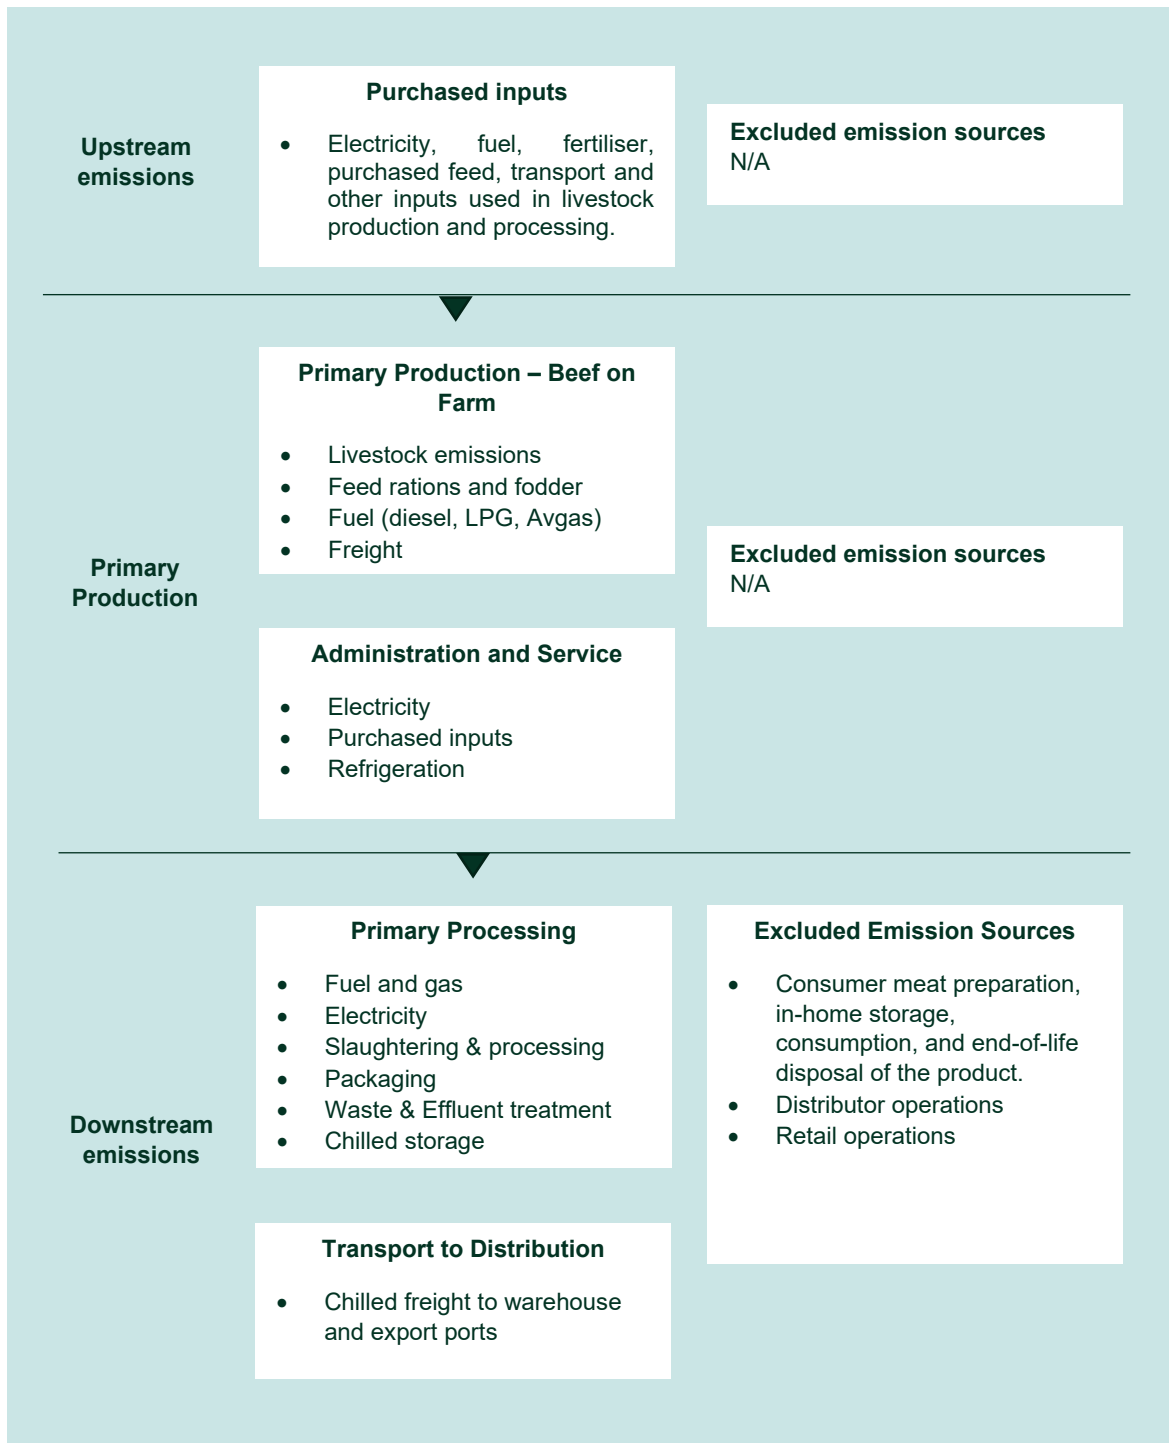 Upstream
emissions
Purchased inputs
• Electricity, fuel, fertiliser,
purchased feed, transport and
other inputs used in livestock
production and processing.
Excluded emission sources
N/A
Primary
Production
Primary Production – Beef on
Farm
• Livestock emissions
• Feed rations and fodder
• Fuel (diesel, LPG, Avgas)
• Freight
Administration and Service
• Electricity
• Purchased inputs
• Refrigeration
Excluded emission sources
N/A
Downstream
emissions
Primary Processing
• Fuel and gas
• Electricity
• Slaughtering & processing
• Packaging
• Waste & Effluent treatment
• Chilled storage
Transport to Distribution
• Chilled freight to warehouse
and export ports
Excluded Emission Sources
• Consumer meat preparation,
in-home storage,
consumption, and end-of-life
disposal of the product.
• Distributor operations
• Retail operations